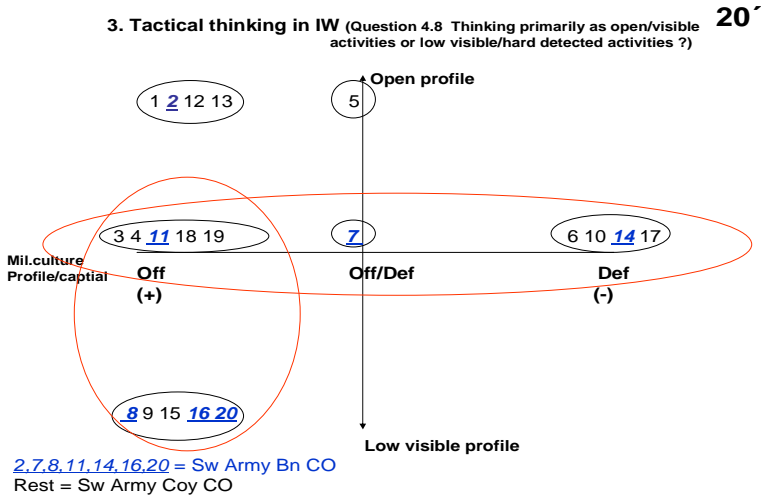 3. Tactical thinking in IW (Question 4.8 Thinking primarily as open/visible
activities or low visible/hard detected activities ?)
20´
Open profile
1 2 12 13
5
3 4 11 18 19
7
6 10 14 17
Mil.culture
Profile/captial
Off
(+)
Off/Def
Def
(-)
8 9 15 16 20
Low visible profile
2,7,8,11,14,16,20 = Sw Army Bn CO
Rest = Sw Army Coy CO